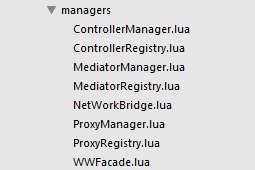 managers
ControllerManager.lua
ControllerRegistry.lua
MediatorManager.lua
MediatorRegistry.lua
NetWorkBridge.lua
ProxyManager.lua
ProxyRegistry.lua
WWFacade.lua